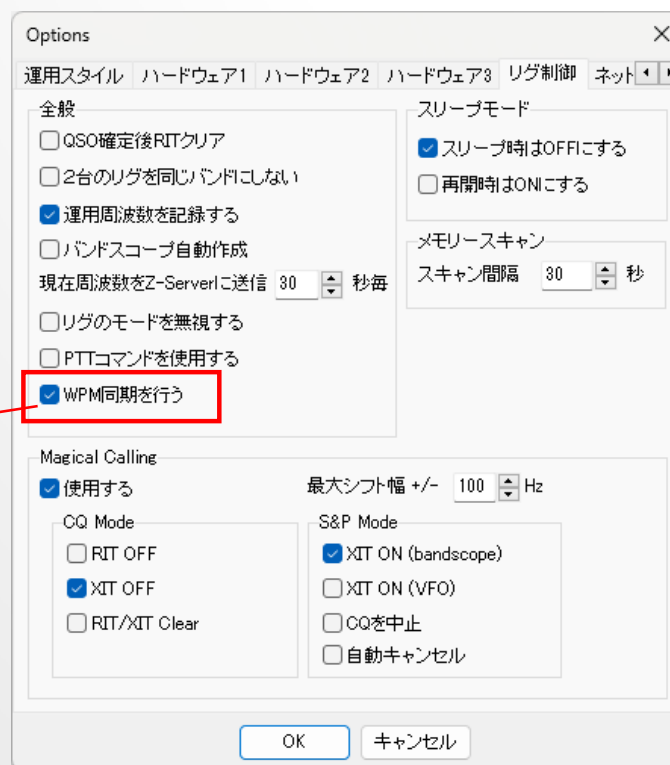 Options
運用スタイル ハードウェア1 ハードウェア2 ハードウェア3 リグ制御 ネット
全般
QSO確定後RITクリア
2台のリグを同じバンドにしない
運用周波数を記録する
バンドスコープ自動作成
現在周波数をZ-Serverに送信 30 秒毎
リグのモードを無視する
PTTコマンドを使用する
WPM同期を行う
スリープモード
スリープ時はOFFにする
再開時はONにする
メモリースキャン
スキャン間隔 30 秒
Magical Calling
使用する
最大シフト幅 +/- 100 Hz
CQ Mode
RIT OFF
XIT OFF
RIT/XIT Clear
S&P Mode
XIT ON (bandscope)
XIT ON (VFO)
CQを中止
自動キャンセル
OK キャンセル